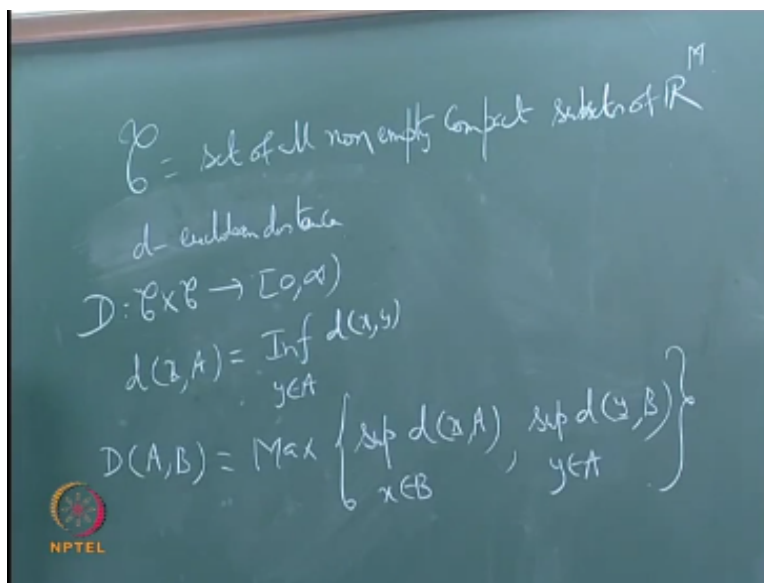 𝒞 = set of all non empty compact subsets of ℝ^M
d - euclidean distance
D : 𝒞 × 𝒞 → [0, ∞)
d(x, A) = Inf d(x, y)
y∈A
D(A, B) = Max { sup d(x, A), sup d(y, B) }
x∈B y∈A
NPTEL